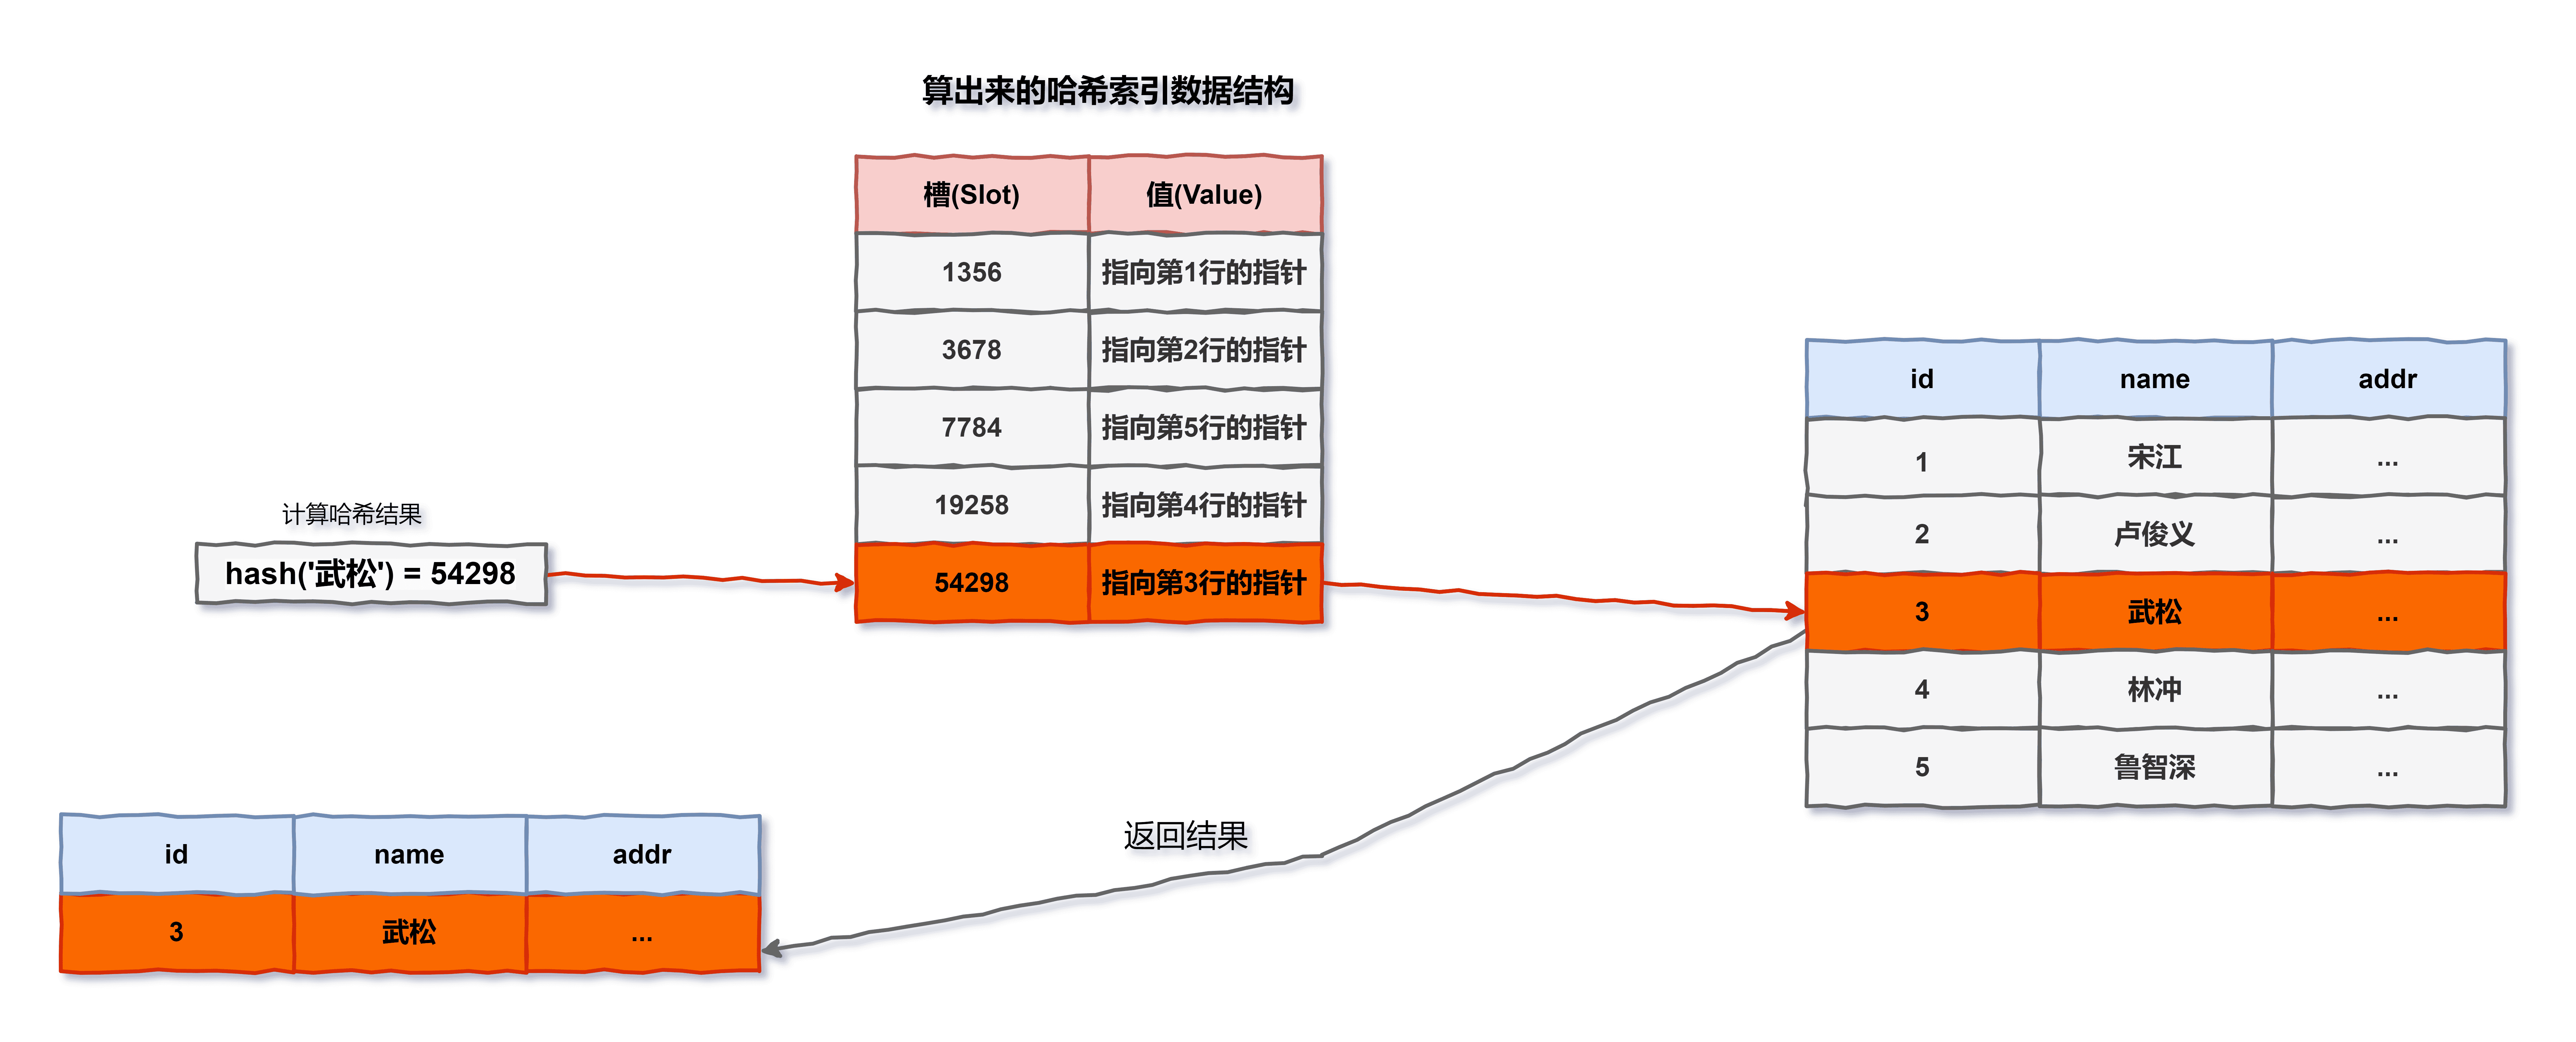 算出来的哈希索引数据结构
槽(Slot) 值(Value)
1356 指向第1行的指针
3678 指向第2行的指针
7784 指向第5行的指针
19258 指向第4行的指针
54298 指向第3行的指针
计算哈希结果
hash('武松') = 54298
id name addr
1 宋江 ...
2 卢俊义 ...
3 武松 ...
4 林冲 ...
5 鲁智深 ...
返回结果
id name addr
3 武松 ...